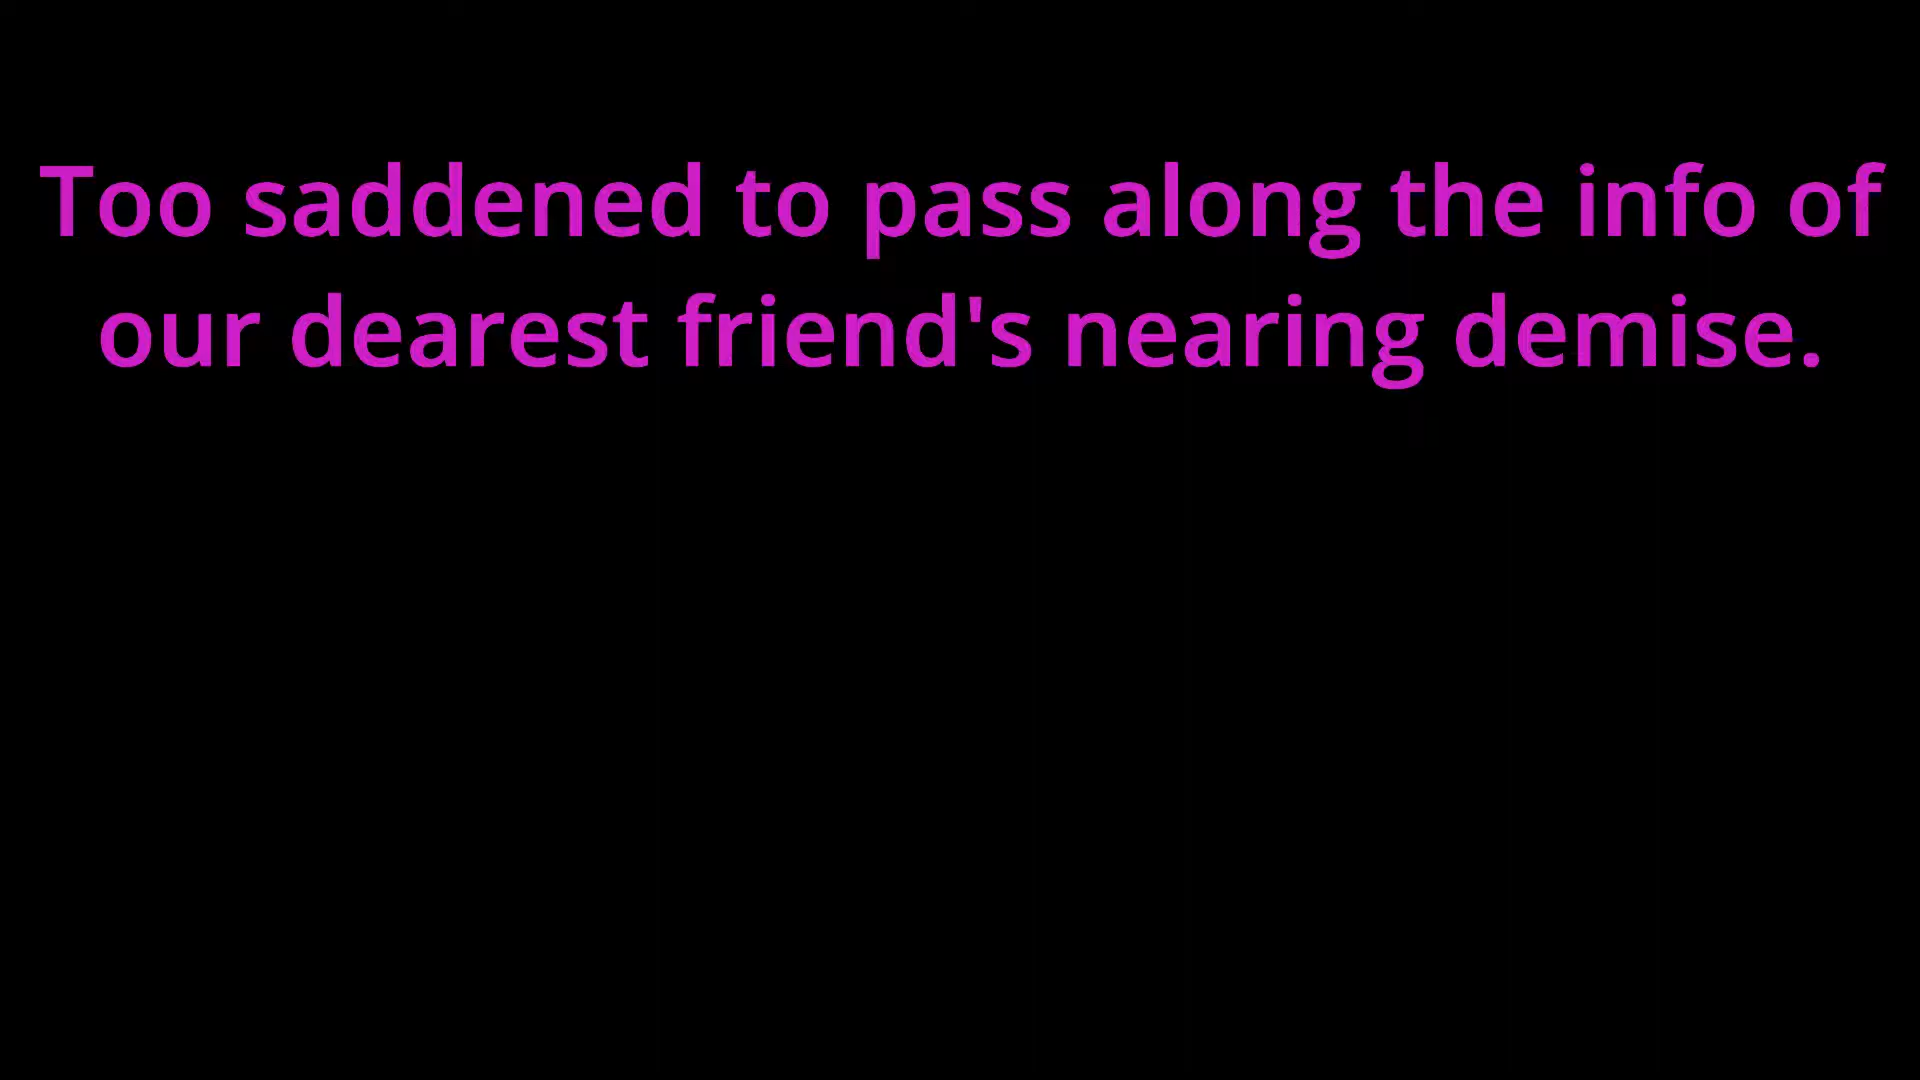 Too saddened to pass along the info of
our dearest friend's nearing demise.